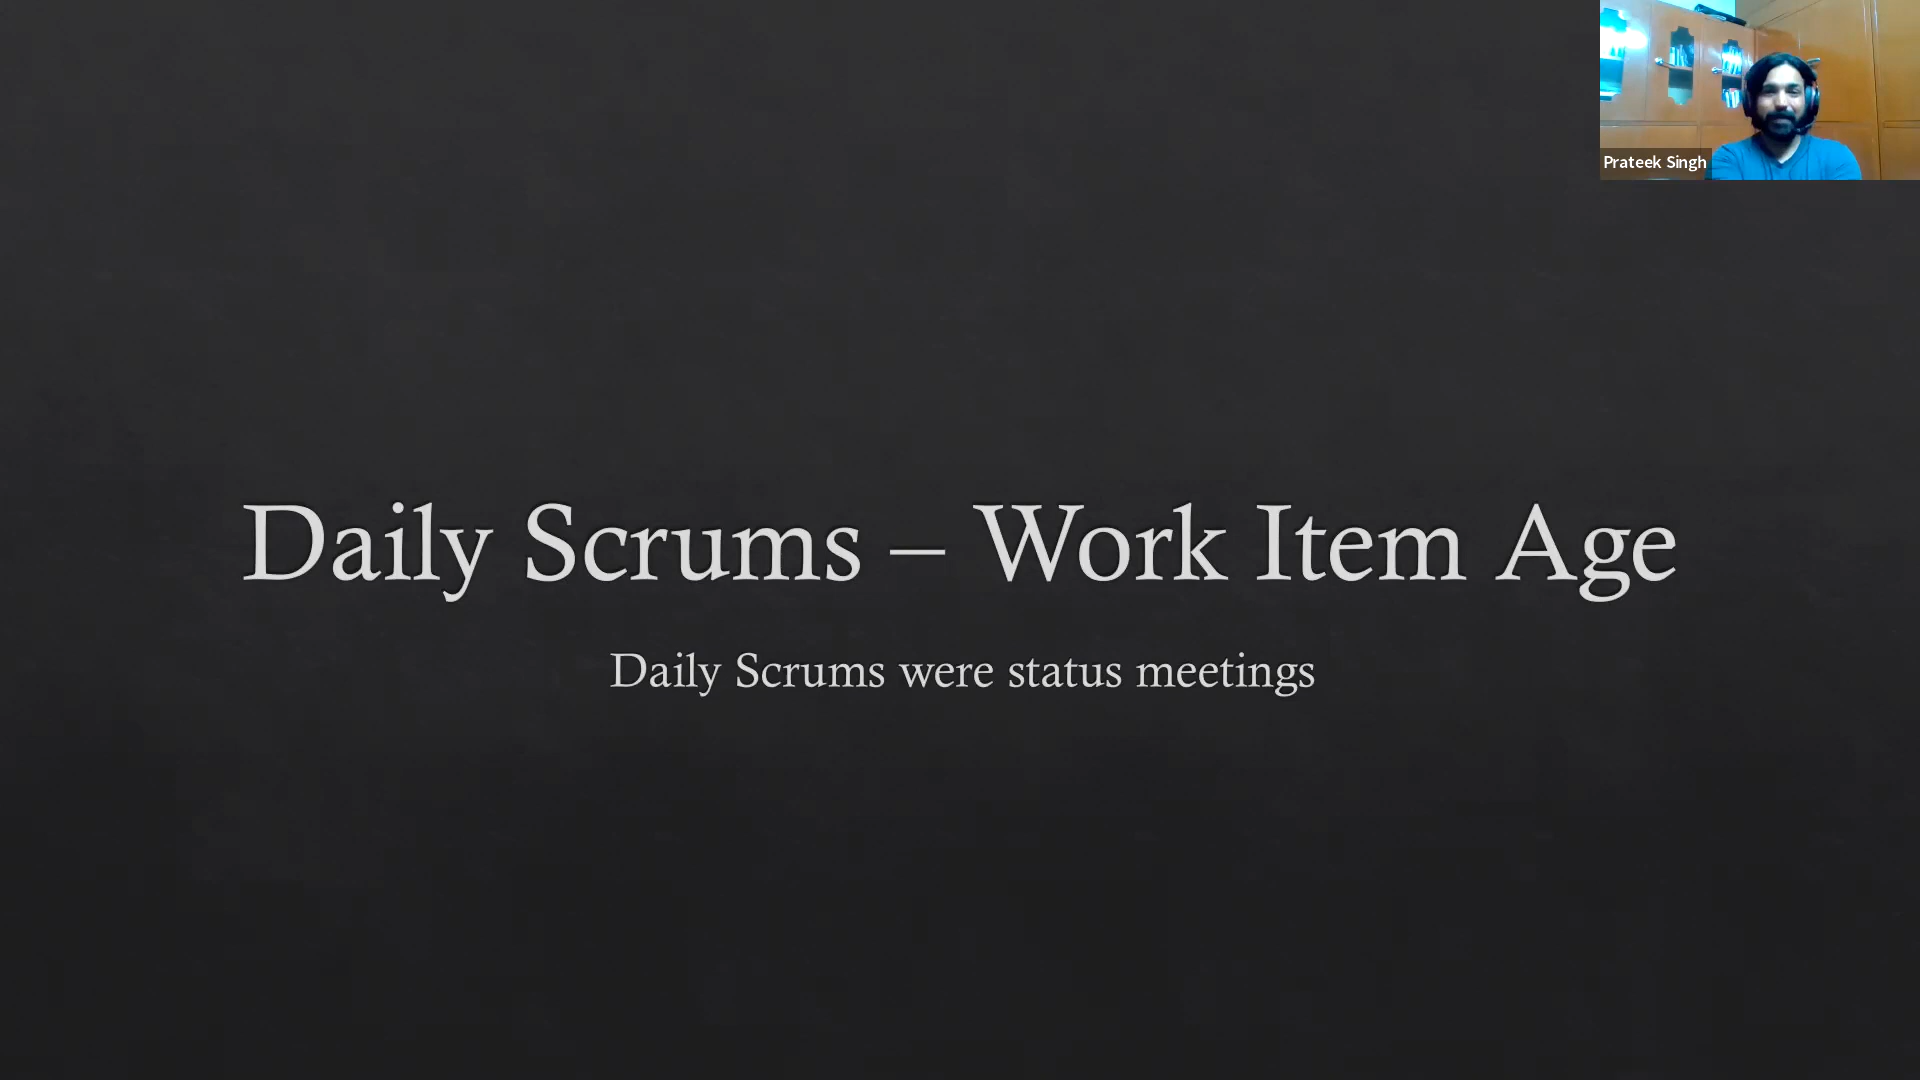 Prateek Singh
Daily Scrums – Work Item Age
Daily Scrums were status meetings